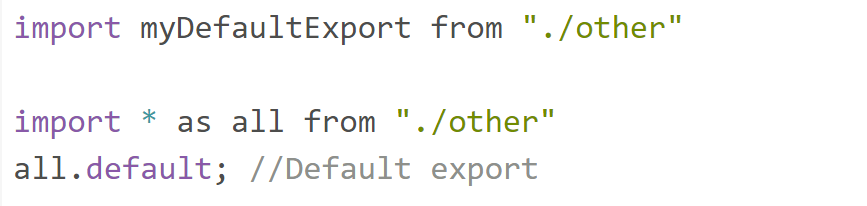 import myDefaultExport from "./other"
import * as all from "./other"
all.default; //Default export